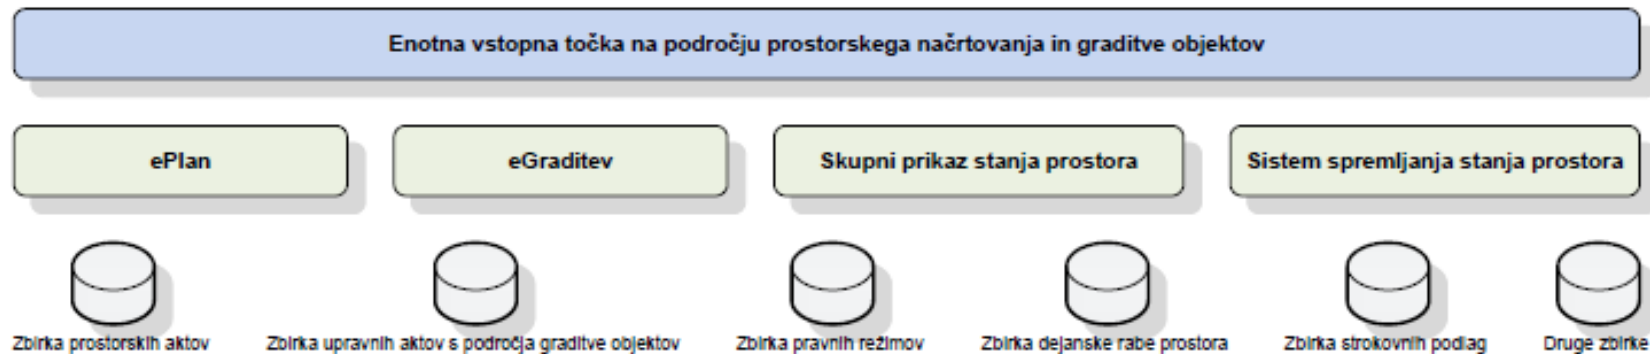 Enotna vstopna točka na področju prostorskega načrtovanja in graditve objektov
ePlan
eGraditev
Skupni prikaz stanja prostora
Sistem spremljanja stanja prostora
Zbirka prostorskih aktov
Zbirka upravnih aktov s področja graditve objektov
Zbirka pravnih režimov
Zbirka dejanske rabe prostora
Zbirka strokovnih podlag
Druge zbirke